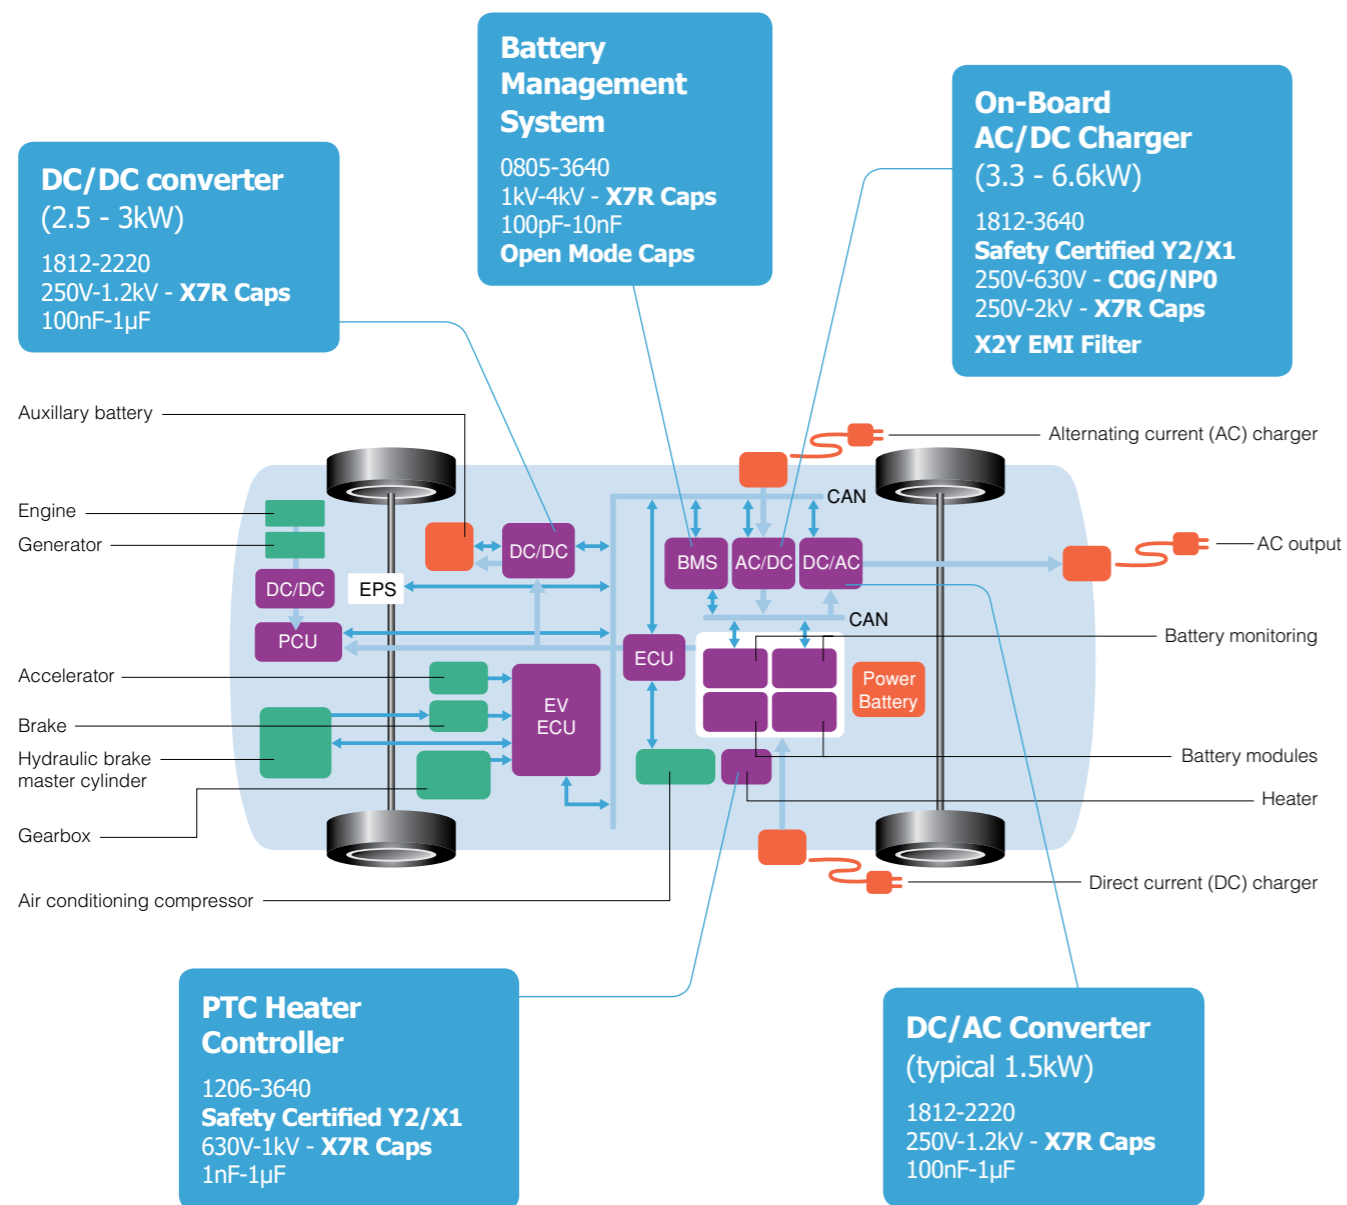 Battery
Management
System
0805-3640
1kV-4kV - X7R Caps
100pF-10nF
Open Mode Caps
On-Board
AC/DC Charger
(3.3 - 6.6kW)
1812-3640
Safety Certified Y2/X1
250V-630V - C0G/NP0
250V-2kV - X7R Caps
X2Y EMI Filter
DC/DC converter
(2.5 - 3kW)
1812-2220
250V-1.2kV - X7R Caps
100nF-1µF
Auxillary battery
Engine
Generator
Accelerator
Brake
Hydraulic brake
master cylinder
Gearbox
Air conditioning compressor
DC/DC
PCU
EPS
DC/DC
EV
ECU
ECU
CAN
BMS
AC/DC
DC/AC
CAN
Power
Battery
Alternating current (AC) charger
AC output
Battery monitoring
Battery modules
Heater
Direct current (DC) charger
PTC Heater
Controller
1206-3640
Safety Certified Y2/X1
630V-1kV - X7R Caps
1nF-1µF
DC/AC Converter
(typical 1.5kW)
1812-2220
250V-1.2kV - X7R Caps
100nF-1µF